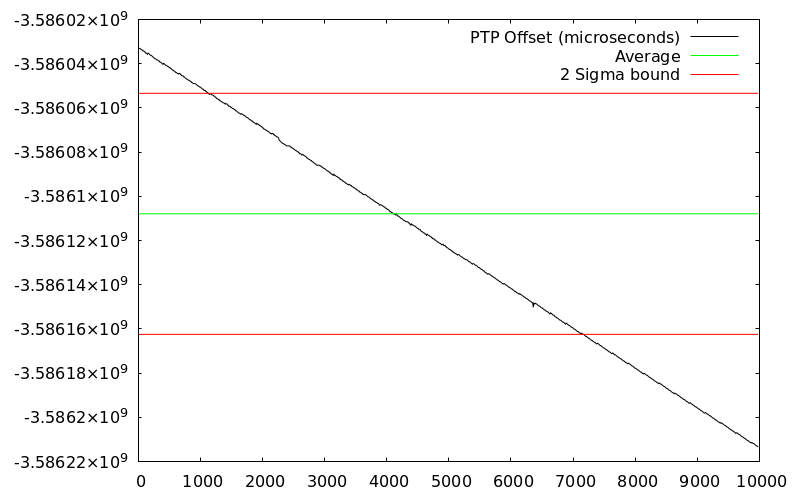 -3.58602×10⁹
-3.58604×10⁹
-3.58606×10⁹
-3.58608×10⁹
-3.5861×10⁹
-3.58612×10⁹
-3.58614×10⁹
-3.58616×10⁹
-3.58618×10⁹
-3.5862×10⁹
-3.58622×10⁹
PTP Offset (microseconds)
Average
2 Sigma bound
0 1000 2000 3000 4000 5000 6000 7000 8000 9000 10000